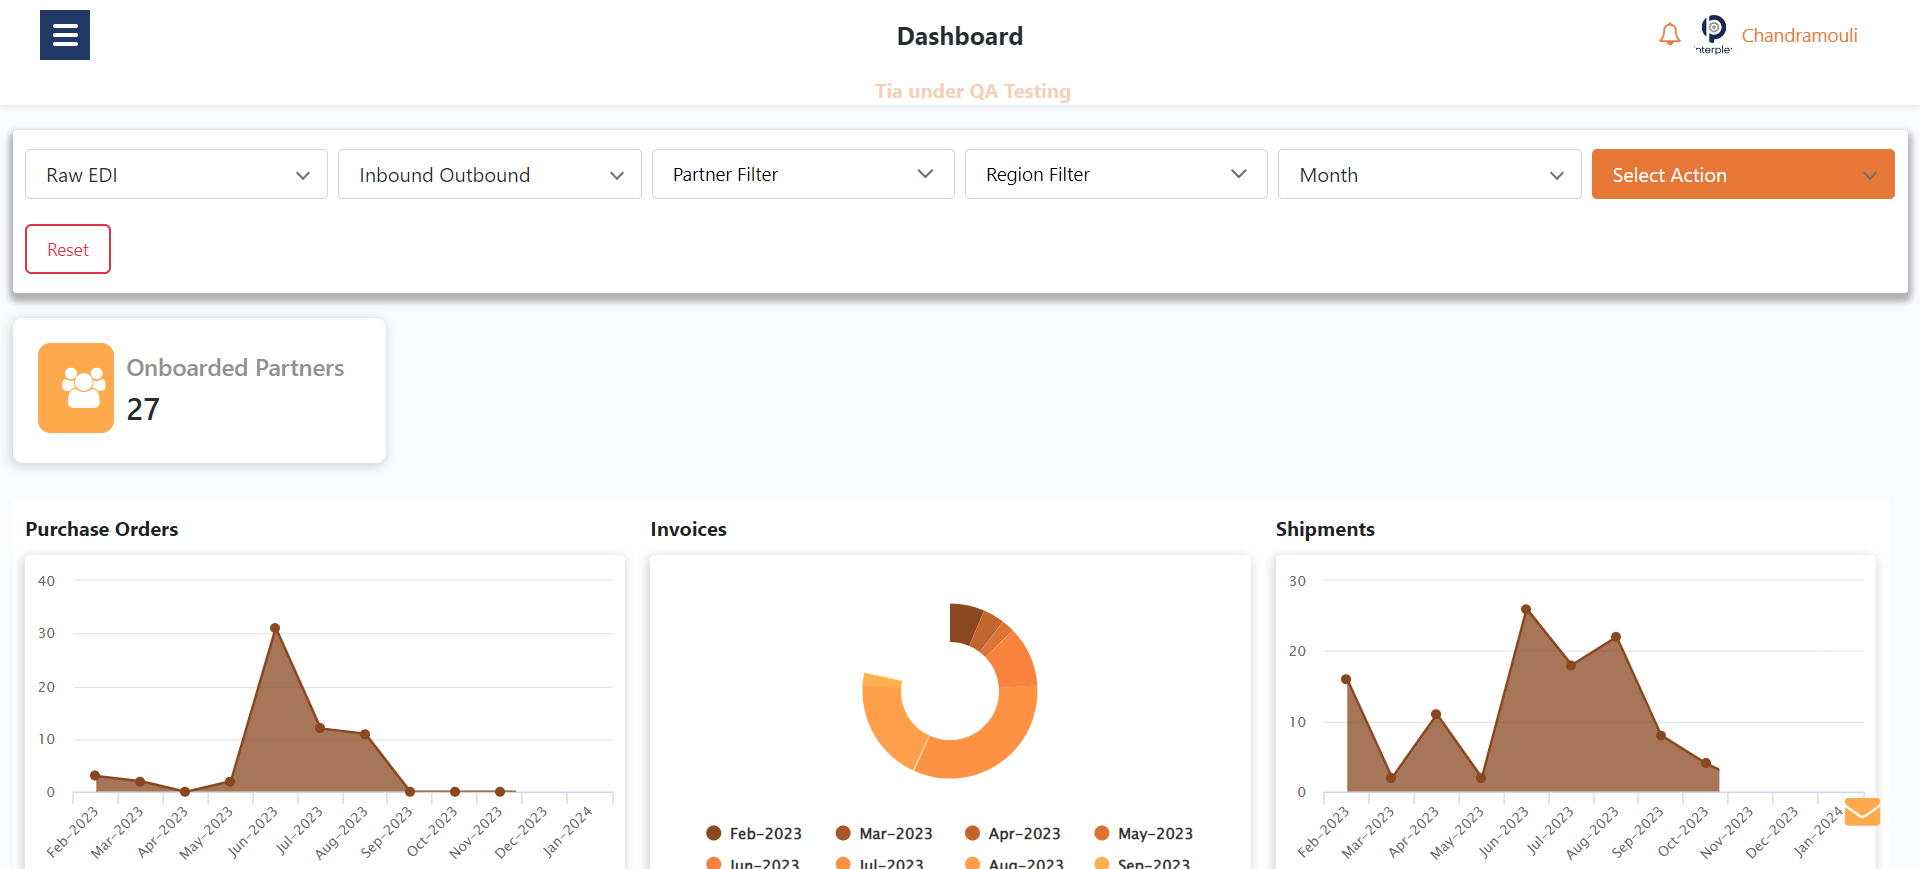 Dashboard
Chandramouli
Tia under QA Testing
Raw EDI
Inbound Outbound
Partner Filter
Region Filter
Month
Select Action
Reset
Onboarded Partners
27
Purchase Orders
40
30
20
10
0
Feb-2023
Mar-2023
Apr-2023
May-2023
Jun-2023
Jul-2023
Aug-2023
Sep-2023
Oct-2023
Nov-2023
Dec-2023
Jan-2024
Invoices
Feb-2023 Mar-2023 Apr-2023 May-2023
Jun-2023 Jul-2023 Aug-2023 Sep-2023
Shipments
30
20
10
0
Feb-2023
Mar-2023
Apr-2023
May-2023
Jun-2023
Jul-2023
Aug-2023
Sep-2023
Oct-2023
Nov-2023
Dec-2023
Jan-2024